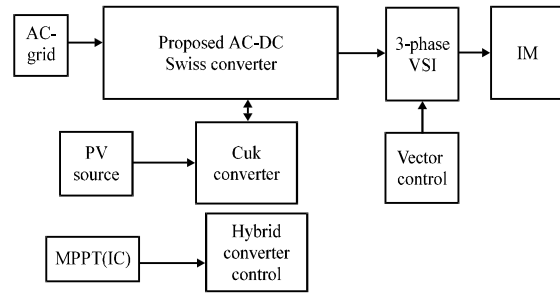 AC-
grid
Proposed AC-DC
Swiss converter
3-phase
VSI
IM
PV
source
Cuk
converter
Vector
control
MPPT(IC)
Hybrid
converter
control